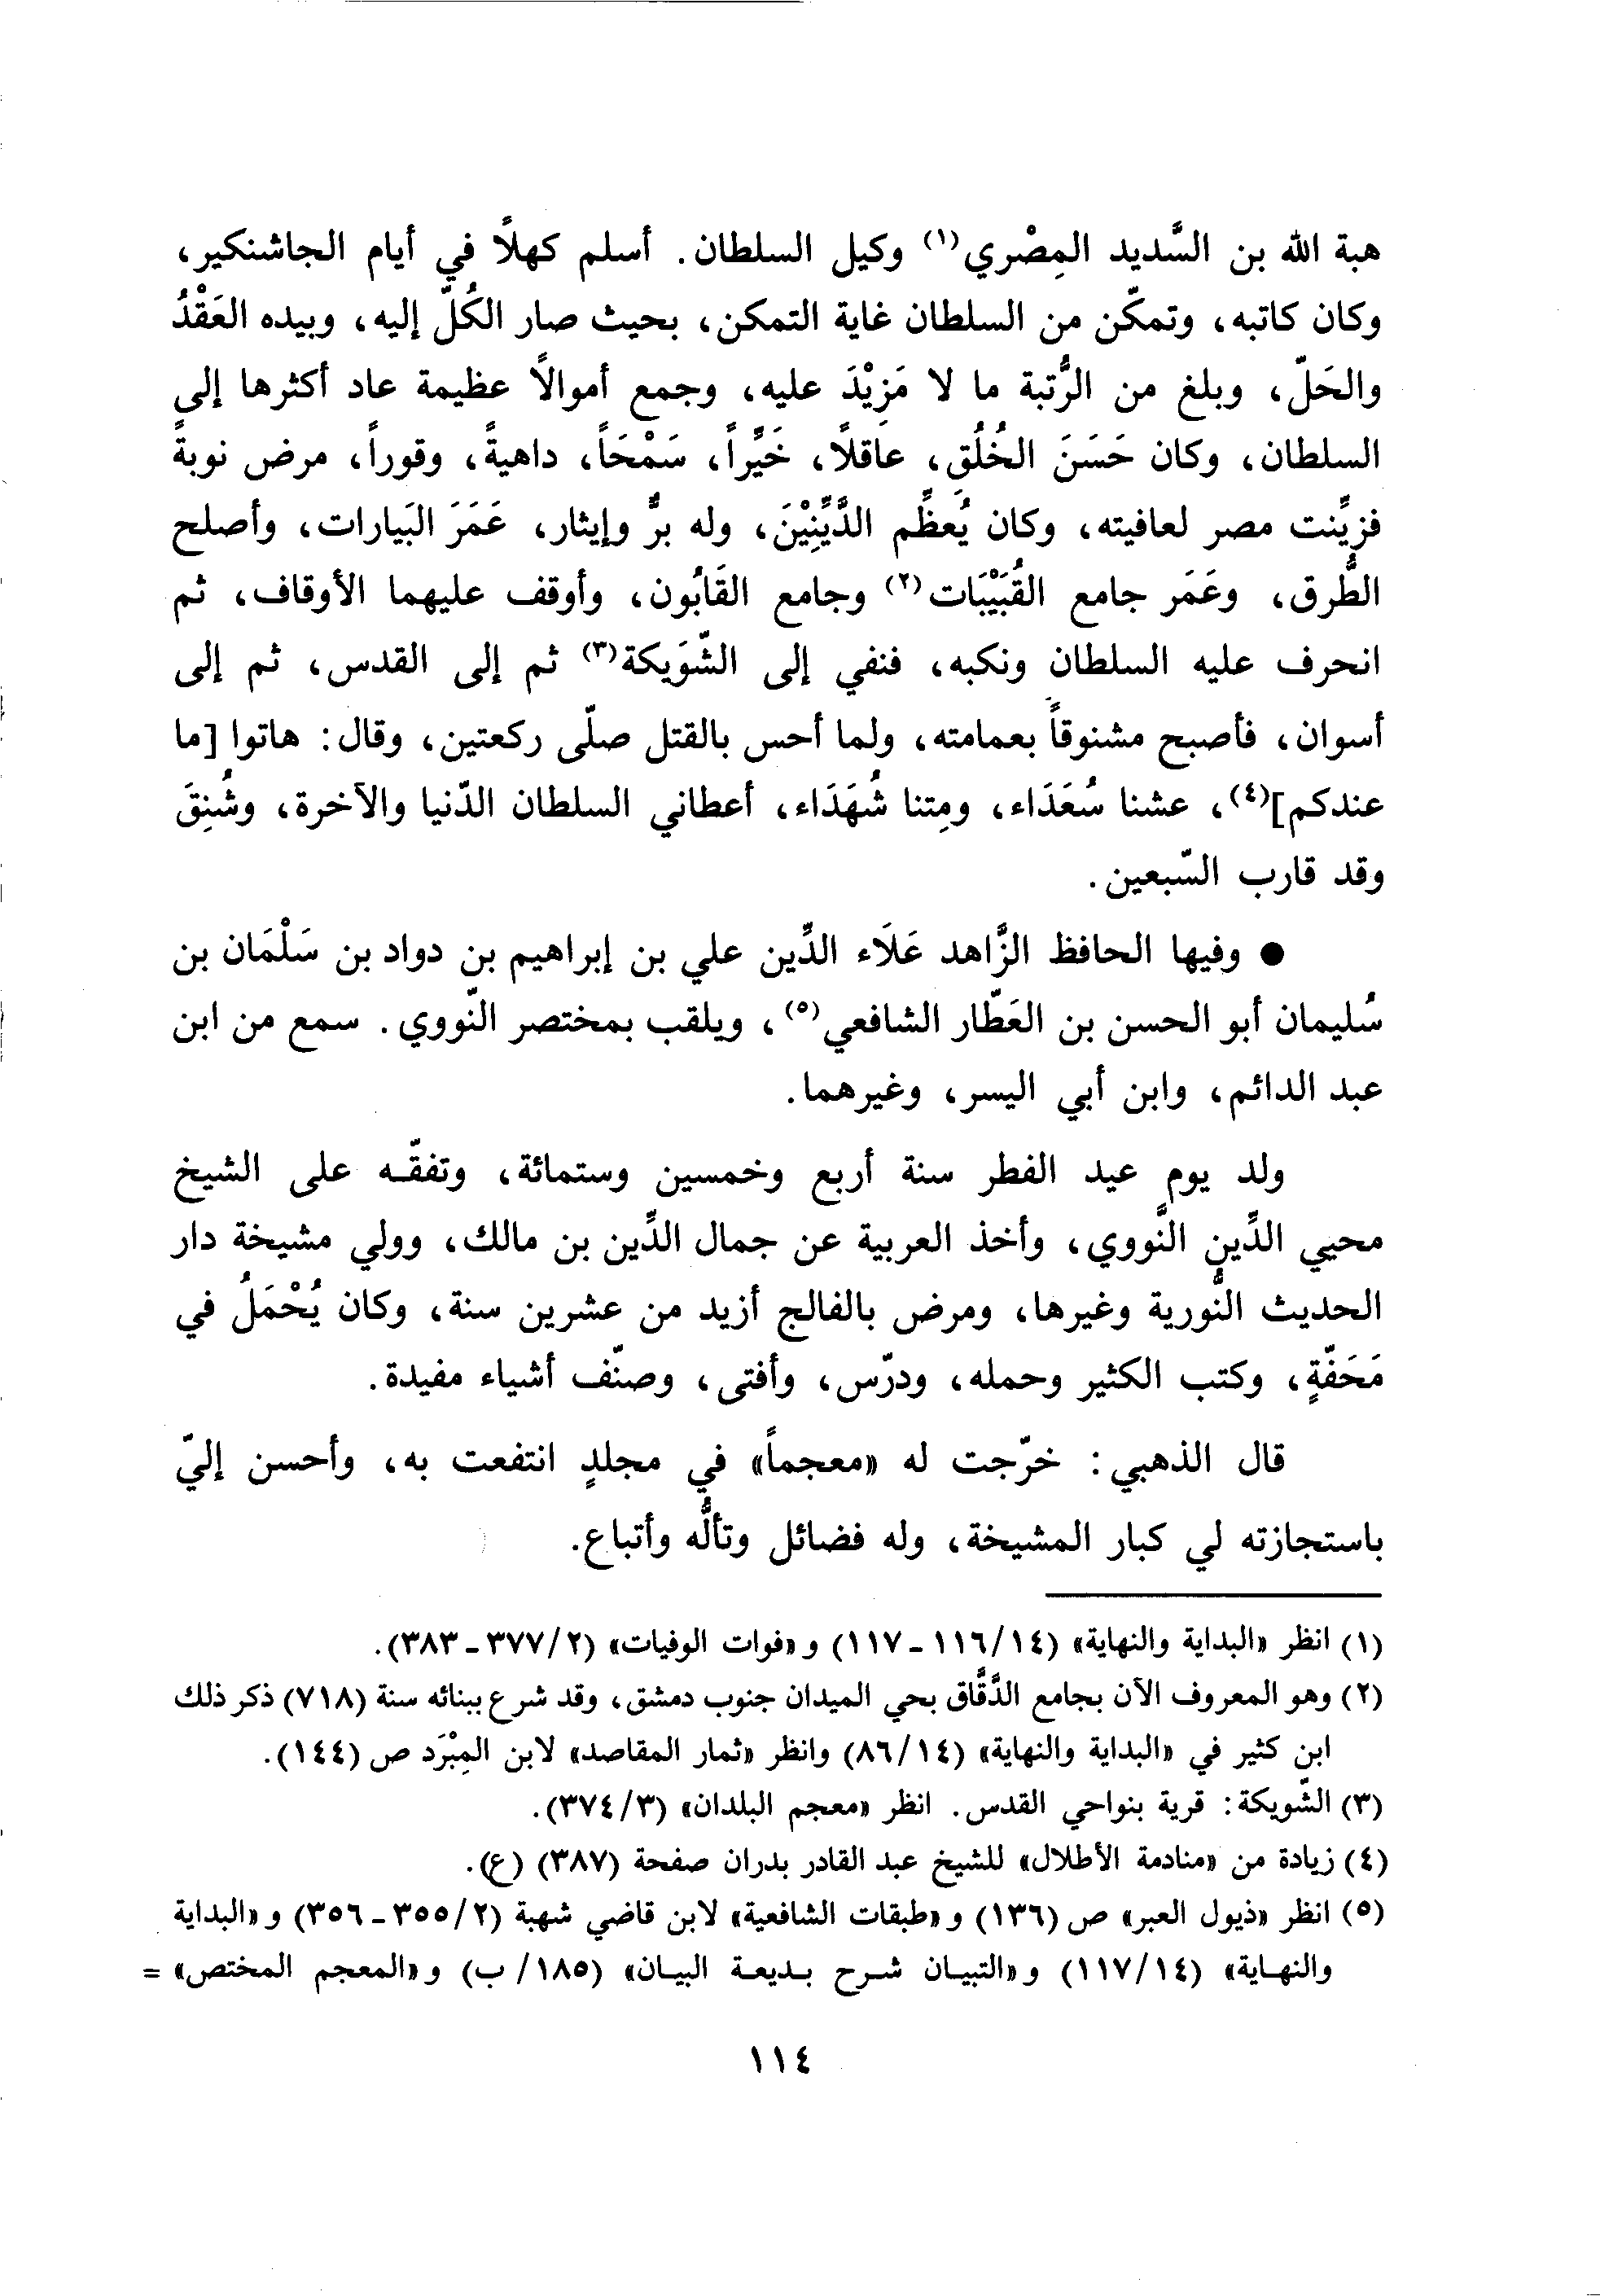 هبة الله بن السَّديد المِصْري(١) وكيل السلطان. أسلم كهلًا في أيام الجاشنكير،
وكان كاتبه، وتمكّن من السلطان غاية التمكن، بحيث صار الكُلّ إليه، وبيده العَقْدُ
والحَلّ، وبلغ من الرُّتبة ما لا مَزِيْدَ عليه، وجمع أموالًا عظيمة عاد أكثرها إلى
السلطان، وكان حَسَنَ الخُلُقِ، عاقلًا، خَيِّراً، سَمْحَاً، داهيةً، وقوراً، مرض نوبةً
فزيِّنت مصر لعافيته، وكان يُعَظِّم الدَّيِّنِيْنَ، وله برٌّ وإيثار، عَمَرَ البَيارات، وأصلح
الطُّرق، وعَمَر جامع القُبَيْبَات(٢) وجامع القَابُون، وأوقف عليهما الأوقاف، ثم
انحرف عليه السلطان ونكبه، فنفي إلى الشّوَيكة(٣) ثم إلى القدس، ثم إلى
أسوان، فأصبح مشنوقاً بعمامته، ولما أحس بالقتل صلّى ركعتين، وقال: هاتوا [ما
عندكم](٤)، عشنا سُعَدَاء، ومِتنا شُهَدَاء، أعطاني السلطان الدّنيا والآخرة، وشُنِقَ
وقد قارب السّبعين.
● وفيها الحافظ الزَّاهد عَلَاء الدِّين علي بن إبراهيم بن دواد بن سَلْمَان بن
سُليمان أبو الحسن بن العَطّار الشافعي(٥)، ويلقب بمختصر النّووي. سمع من ابن
عبد الدائم، وابن أبي اليسر، وغيرهما.
ولد يوم عيد الفطر سنة أربع وخمسين وستمائة، وتفقّه على الشيخ
محيي الدِّين النَّووي، وأخذ العربية عن جمال الدِّين بن مالك، وولي مشيخة دار
الحديث النُّورية وغيرها، ومرض بالفالج أزيد من عشرين سنة، وكان يُحْمَلُ في
مَحَفّةٍ، وكتب الكثير وحمله، ودرّس، وأفتى، وصنّف أشياء مفيدة.
قال الذهبي: خرّجت له «معجماً» في مجلدٍ انتفعت به، وأحسن إليّ
باستجازته لي كبار المشيخة، وله فضائل وتألُّه وأتباع.
(١) انظر «البداية والنهاية» (١١٦/١٤ ـ ١١٧) و «فوات الوفيات» (٣٧٧/٢ ـ ٣٨٣).
(٢) وهو المعروف الآن بجامع الدَّقَّاق بحي الميدان جنوب دمشق، وقد شرع ببنائه سنة (٧١٨) ذكر ذلك
ابن كثير في «البداية والنهاية» (٨٦/١٤) وانظر «ثمار المقاصد» لابن المِبْرَد ص (١٤٤).
(٣) الشّويكة: قرية بنواحي القدس. انظر «معجم البلدان» (٣٧٤/٣).
(٤) زيادة من «منادمة الأطلال» للشيخ عبد القادر بدران صفحة (٣٨٧) (ع).
(٥) انظر «ذيول العبر» ص (١٣٦) و «طبقات الشافعية» لابن قاضي شهبة (٣٥٥/٢ ـ ٣٥٦) و «البداية
والنهاية» (١١٧/١٤) و «التبيان شرح بديعة البيان» (١٨٥/ ب) و «المعجم المختص» =
١١٤